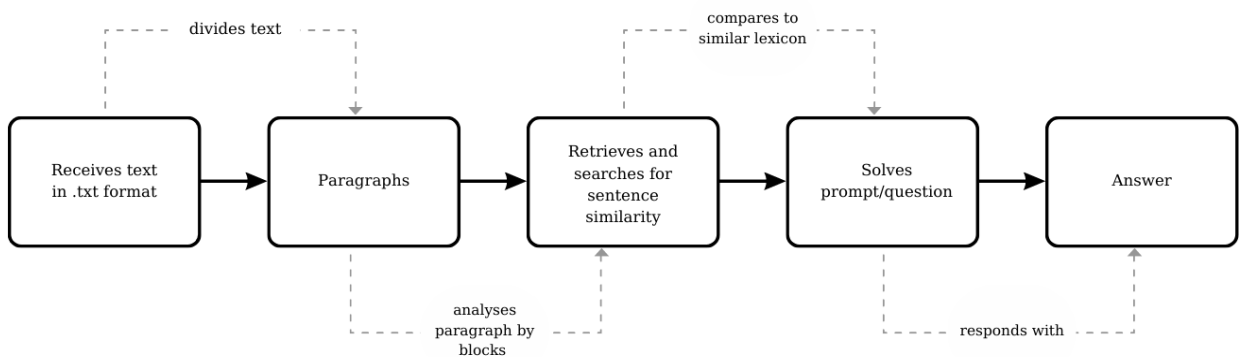 divides text
compares to
similar lexicon
Receives text
in .txt format
Paragraphs
Retrieves and
searches for
sentence
similarity
Solves
prompt/question
Answer
analyses
paragraph by
blocks
responds with